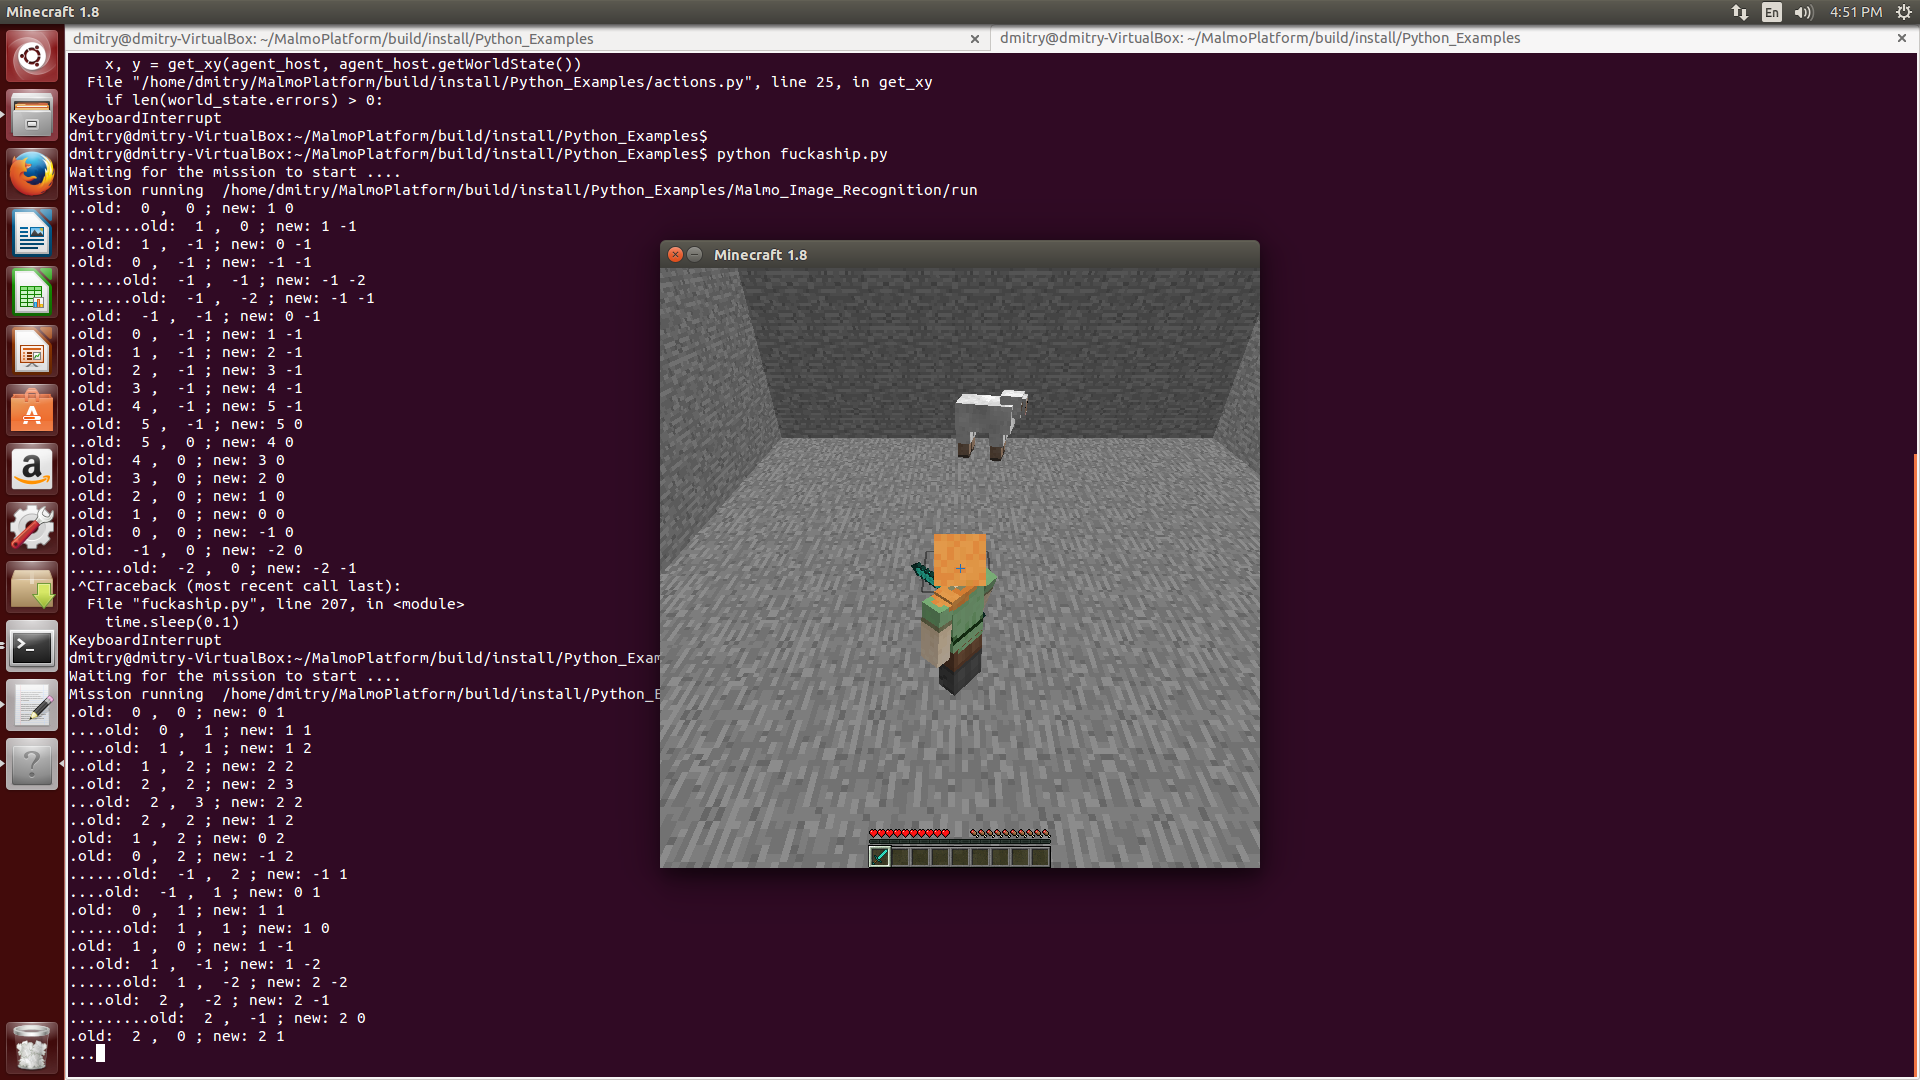 Minecraft 1.8
En
4:51 PM
dmitry@dmitry-VirtualBox: ~/MalmoPlatform/build/install/Python_Examples
dmitry@dmitry-VirtualBox: ~/MalmoPlatform/build/install/Python_Examples
x, y = get_xy(agent_host, agent_host.getWorldState())
File "/home/dmitry/MalmoPlatform/build/install/Python_Examples/actions.py", line 25, in get_xy
if len(world_state.errors) > 0:
KeyboardInterrupt
dmitry@dmitry-VirtualBox:~/MalmoPlatform/build/install/Python_Examples$
dmitry@dmitry-VirtualBox:~/MalmoPlatform/build/install/Python_Examples$ python fuckaship.py
Waiting for the mission to start ....
Mission running  /home/dmitry/MalmoPlatform/build/install/Python_Examples/Malmo_Image_Recognition/run
..old:  0 ,  0 ; new: 1 0
........old:  1 ,  0 ; new: 1 -1
..old:  1 ,  -1 ; new: 0 -1
.old:  0 ,  -1 ; new: -1 -1
......old:  -1 ,  -1 ; new: -1 -2
.......old:  -1 ,  -2 ; new: -1 -1
..old:  -1 ,  -1 ; new: 0 -1
.old:  0 ,  -1 ; new: 1 -1
.old:  1 ,  -1 ; new: 2 -1
.old:  2 ,  -1 ; new: 3 -1
.old:  3 ,  -1 ; new: 4 -1
.old:  4 ,  -1 ; new: 5 -1
..old:  5 ,  -1 ; new: 5 0
..old:  5 ,  0 ; new: 4 0
.old:  4 ,  0 ; new: 3 0
.old:  3 ,  0 ; new: 2 0
.old:  2 ,  0 ; new: 1 0
.old:  1 ,  0 ; new: 0 0
.old:  0 ,  0 ; new: -1 0
.old:  -1 ,  0 ; new: -2 0
......old:  -2 ,  0 ; new: -2 -1
.^CTraceback (most recent call last):
File "fuckaship.py", line 207, in <module>
time.sleep(0.1)
KeyboardInterrupt
dmitry@dmitry-VirtualBox:~/MalmoPlatform/build/install/Python_Exam
Waiting for the mission to start ....
Mission running  /home/dmitry/MalmoPlatform/build/install/Python_E
.old:  0 ,  0 ; new: 0 1
....old:  0 ,  1 ; new: 1 1
....old:  1 ,  1 ; new: 1 2
..old:  1 ,  2 ; new: 2 2
..old:  2 ,  2 ; new: 2 3
...old:  2 ,  3 ; new: 2 2
..old:  2 ,  2 ; new: 1 2
.old:  1 ,  2 ; new: 0 2
.old:  0 ,  2 ; new: -1 2
......old:  -1 ,  2 ; new: -1 1
....old:  -1 ,  1 ; new: 0 1
.old:  0 ,  1 ; new: 1 1
......old:  1 ,  1 ; new: 1 0
.old:  1 ,  0 ; new: 1 -1
...old:  1 ,  -1 ; new: 1 -2
......old:  1 ,  -2 ; new: 2 -2
....old:  2 ,  -2 ; new: 2 -1
.........old:  2 ,  -1 ; new: 2 0
.old:  2 ,  0 ; new: 2 1
...
Minecraft 1.8